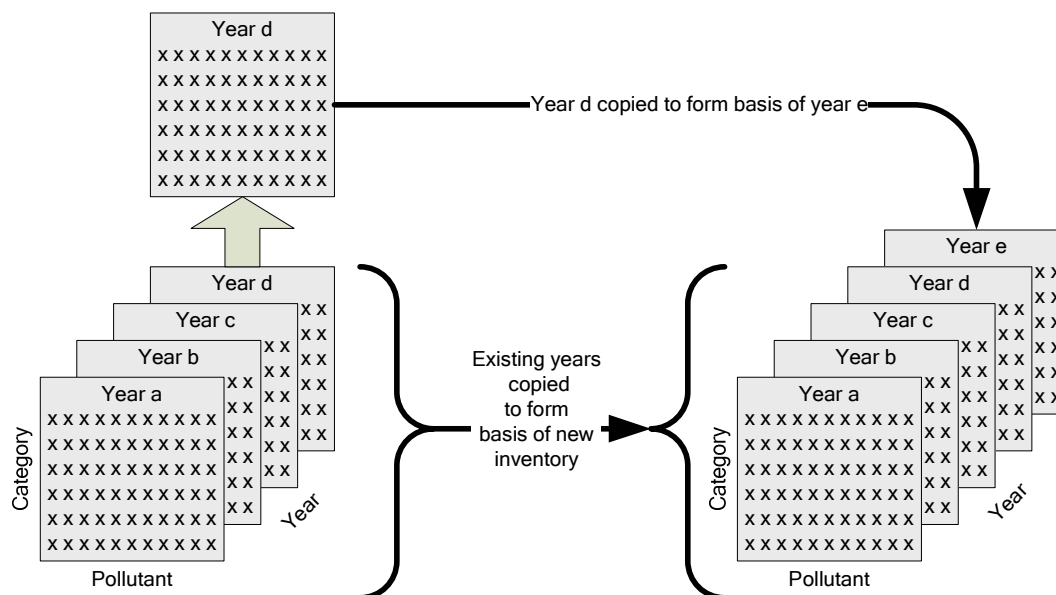 Year d
x x x x x x x x x x x
x x x x x x x x x x x
x x x x x x x x x x x
x x x x x x x x x x x
x x x x x x x x x x x
x x x x x x x x x x x
Year d copied to form basis of year e
Year d
x x
x x
x x
x x
x x
x x
Year c
x x
x x
x x
x x
x x
x x
Year b
x x
x x
x x
x x
x x
x x
Year a
x x x x x x x x x x x
x x x x x x x x x x x
x x x x x x x x x x x
x x x x x x x x x x x
x x x x x x x x x x x
x x x x x x x x x x x
Category
Pollutant
Year
Existing years
copied
to form
basis of new
inventory
Year e
x x
x x
x x
x x
x x
x x
Year d
x x
x x
x x
x x
x x
x x
Year c
x x
x x
x x
x x
x x
x x
Year b
x x
x x
x x
x x
x x
x x
Year a
x x x x x x x x x x x
x x x x x x x x x x x
x x x x x x x x x x x
x x x x x x x x x x x
x x x x x x x x x x x
x x x x x x x x x x x
Category
Pollutant
Year